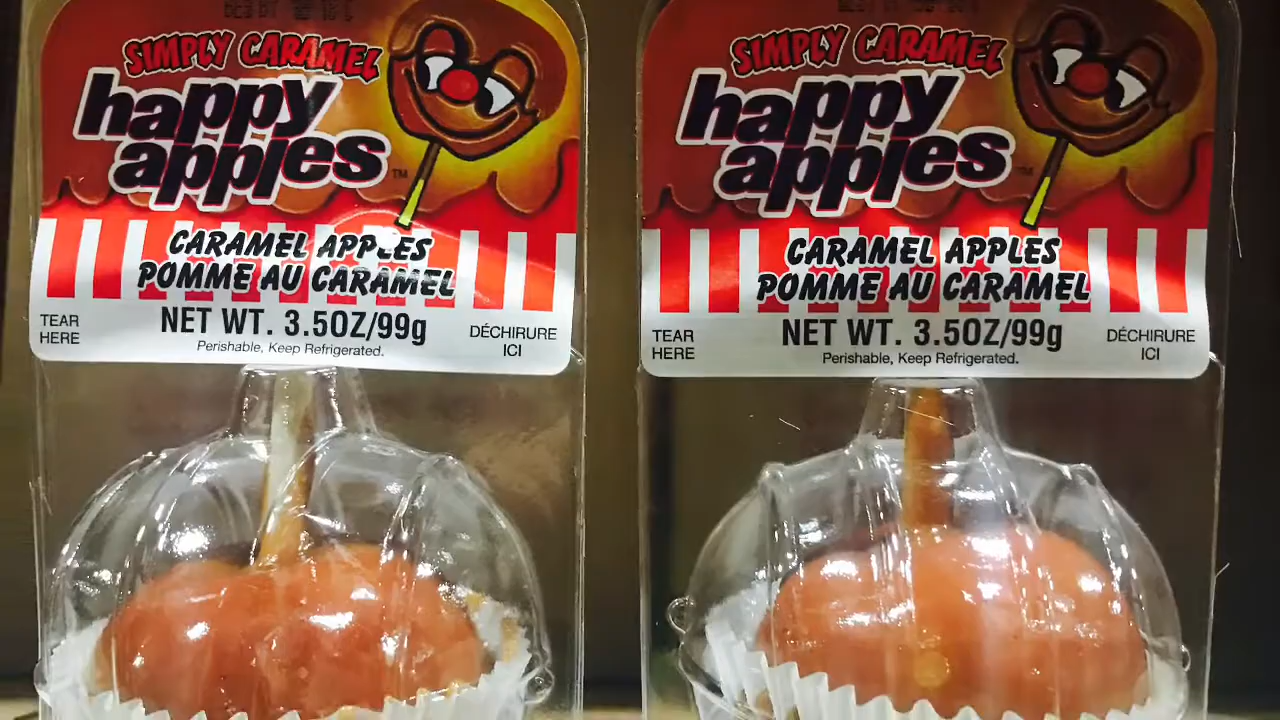 SIMPLY CARAMEL
happy
apples
TM
CARAMEL APPLES
POMME AU CARAMEL
NET WT. 3.5OZ/99g
Perishable, Keep Refrigerated.
TEAR
HERE
DÉCHIRURE
ICI
SIMPLY CARAMEL
happy
apples
TM
CARAMEL APPLES
POMME AU CARAMEL
NET WT. 3.5OZ/99g
Perishable, Keep Refrigerated.
TEAR
HERE
DÉCHIRURE
ICI